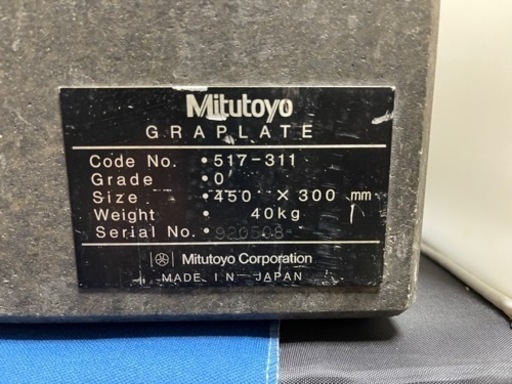 Mitutoyo
GRAPLATE
Code No. • 517-311
Grade • 0
Size • 450 × 300 mm
Weight • 40kg
Serial No. • 920508
Mitutoyo Corporation
MADE IN JAPAN